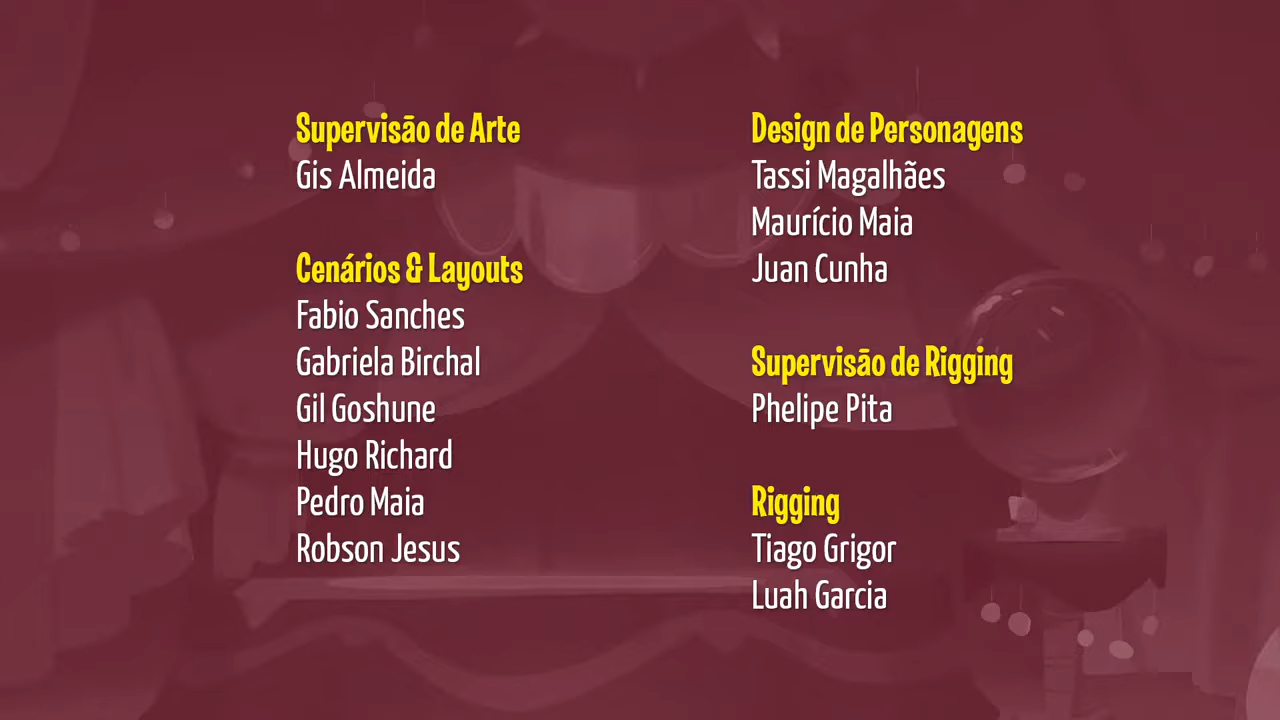 Supervisão de Arte
Gis Almeida
Cenários & Layouts
Fabio Sanches
Gabriela Birchal
Gil Goshune
Hugo Richard
Pedro Maia
Robson Jesus
Design de Personagens
Tassi Magalhães
Maurício Maia
Juan Cunha
Supervisão de Rigging
Phelipe Pita
Rigging
Tiago Grigor
Luah Garcia